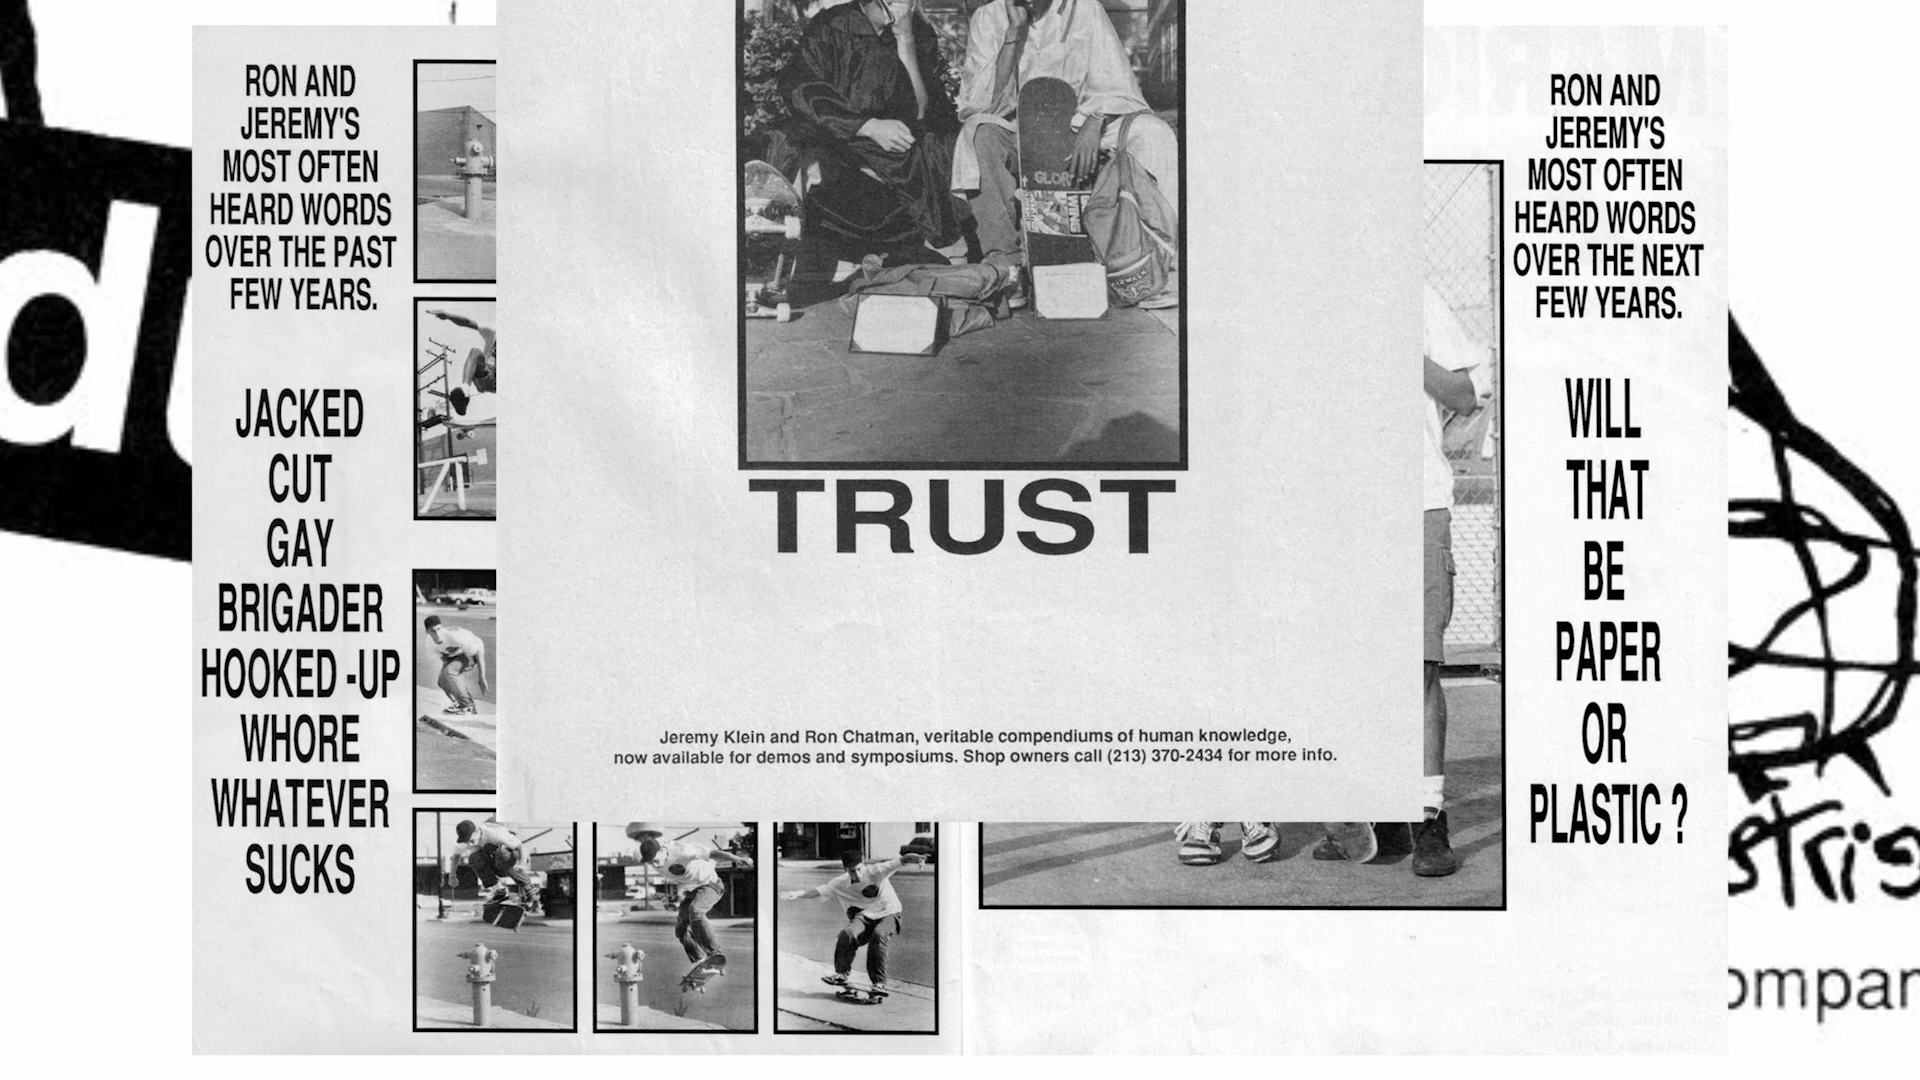 RON AND
JEREMY'S
MOST OFTEN
HEARD WORDS
OVER THE PAST
FEW YEARS.
JACKED
CUT
GAY
BRIGADER
HOOKED -UP
WHORE
WHATEVER
SUCKS
GLORY
WING
TRUST
Jeremy Klein and Ron Chatman, veritable compendiums of human knowledge,
now available for demos and symposiums. Shop owners call (213) 370-2434 for more info.
RON AND
JEREMY'S
MOST OFTEN
HEARD WORDS
OVER THE NEXT
FEW YEARS.
WILL
THAT
BE
PAPER
OR
PLASTIC ?